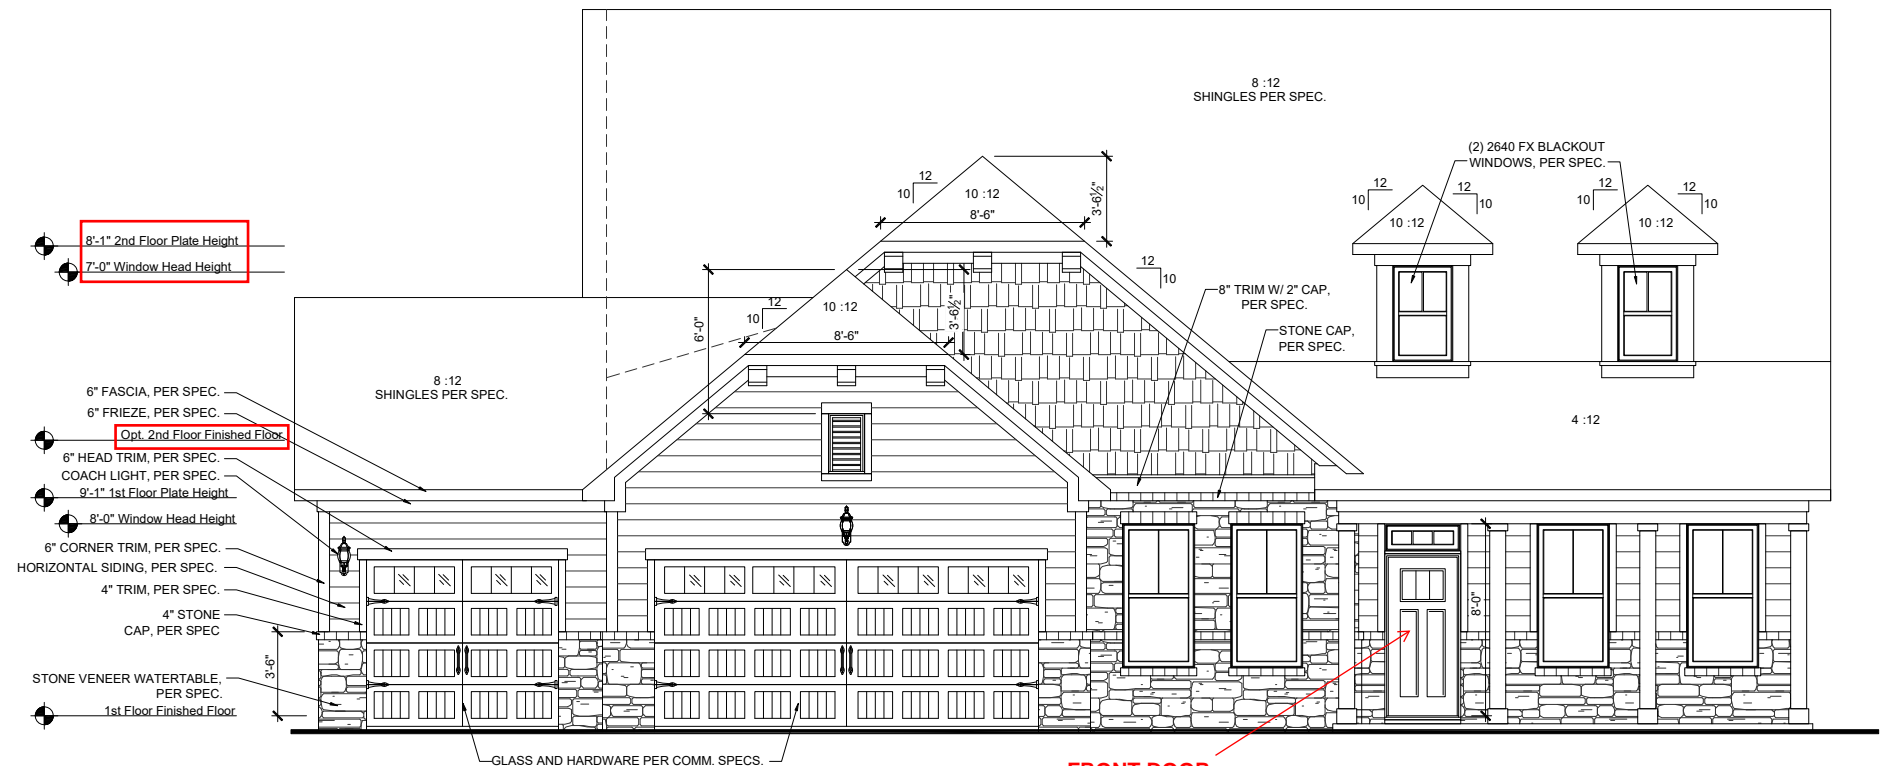 8 :12
SHINGLES PER SPEC.
(2) 2640 FX BLACKOUT
WINDOWS, PER SPEC.
12
10
10 :12
8'-6"
3'-6½"
12
10
12
10
10 :12
12
10
12
10
10 :12
8'-1" 2nd Floor Plate Height
7'-0" Window Head Height
12
10
8" TRIM W/ 2" CAP,
PER SPEC.
STONE CAP,
PER SPEC.
12
10
10 :12
8'-6"
6'-0"
3'-6½"
8 :12
SHINGLES PER SPEC.
4 :12
6" FASCIA, PER SPEC.
6" FRIEZE, PER SPEC.
Opt. 2nd Floor Finished Floor
6" HEAD TRIM, PER SPEC.
COACH LIGHT, PER SPEC.
9'-1" 1st Floor Plate Height
8'-0" Window Head Height
6" CORNER TRIM, PER SPEC.
HORIZONTAL SIDING, PER SPEC.
4" TRIM, PER SPEC.
4" STONE
CAP, PER SPEC
3'-6"
8'-0"
STONE VENEER WATERTABLE,
PER SPEC.
1st Floor Finished Floor
GLASS AND HARDWARE PER COMM. SPECS.
FRONT DOOR